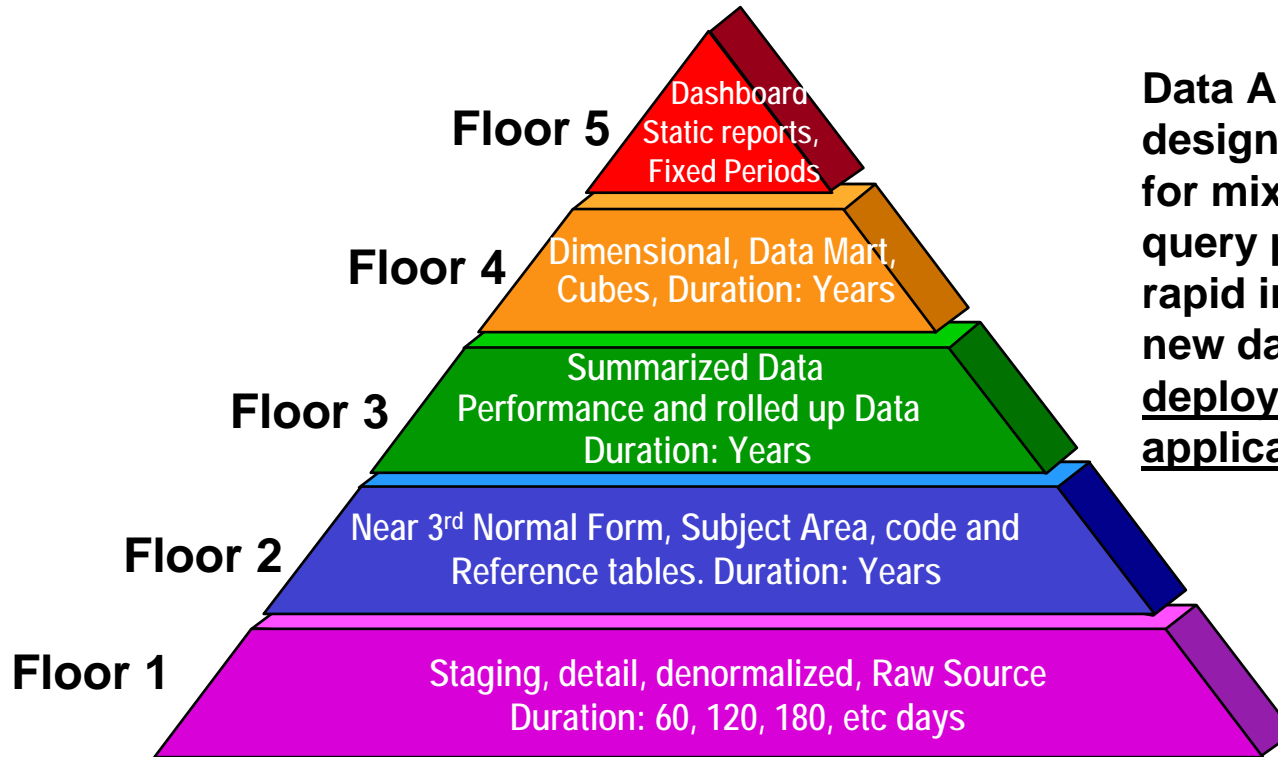 Floor 5
Dashboard
Static reports,
Fixed Periods
Floor 4
Dimensional, Data Mart,
Cubes, Duration: Years
Floor 3
Summarized Data
Performance and rolled up Data
Duration: Years
Floor 2
Near 3rd Normal Form, Subject Area, code and
Reference tables. Duration: Years
Floor 1
Staging, detail, denormalized, Raw Source
Duration: 60, 120, 180, etc days
Data A
design
for mix
query p
rapid i
new da
deploy
applica